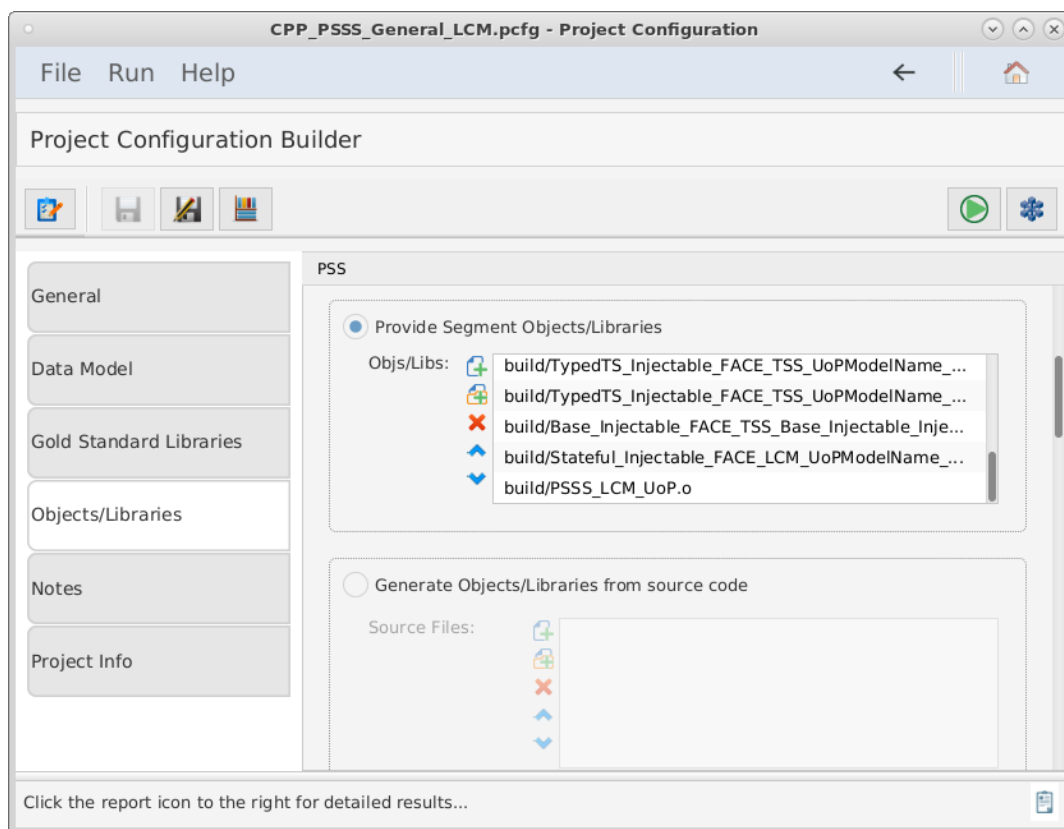 CPP_PSSS_General_LCM.pcfg - Project Configuration
File Run Help
Project Configuration Builder
PSS
General
Data Model
Gold Standard Libraries
Objects/Libraries
Notes
Project Info
Provide Segment Objects/Libraries
Objs/Libs:
build/TypedTS_Injectable_FACE_TSS_UoPModelName_...
build/TypedTS_Injectable_FACE_TSS_UoPModelName_...
build/Base_Injectable_FACE_TSS_Base_Injectable_Inje...
build/Stateful_Injectable_FACE_LCM_UoPModelName_...
build/PSSS_LCM_UoP.o
Generate Objects/Libraries from source code
Source Files:
Click the report icon to the right for detailed results...